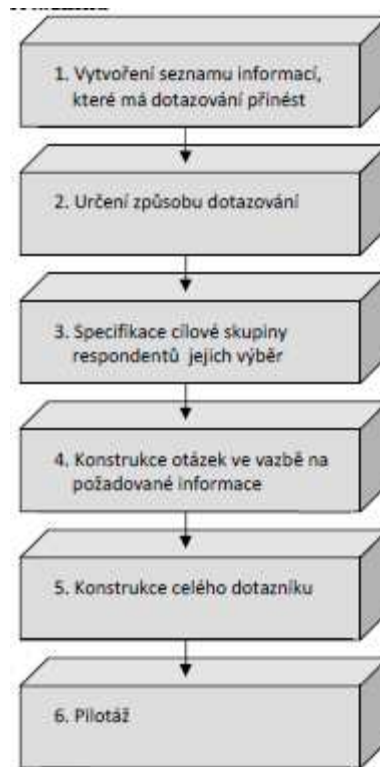 1. Vytvoření seznamu informací,
které má dotazování přinést
2. Určení způsobu dotazování
3. Specifikace cílové skupiny
respondentů jejich výběr
4. Konstrukce otázek ve vazbě na
požadované informace
5. Konstrukce celého dotazníku
6. Pilotáž